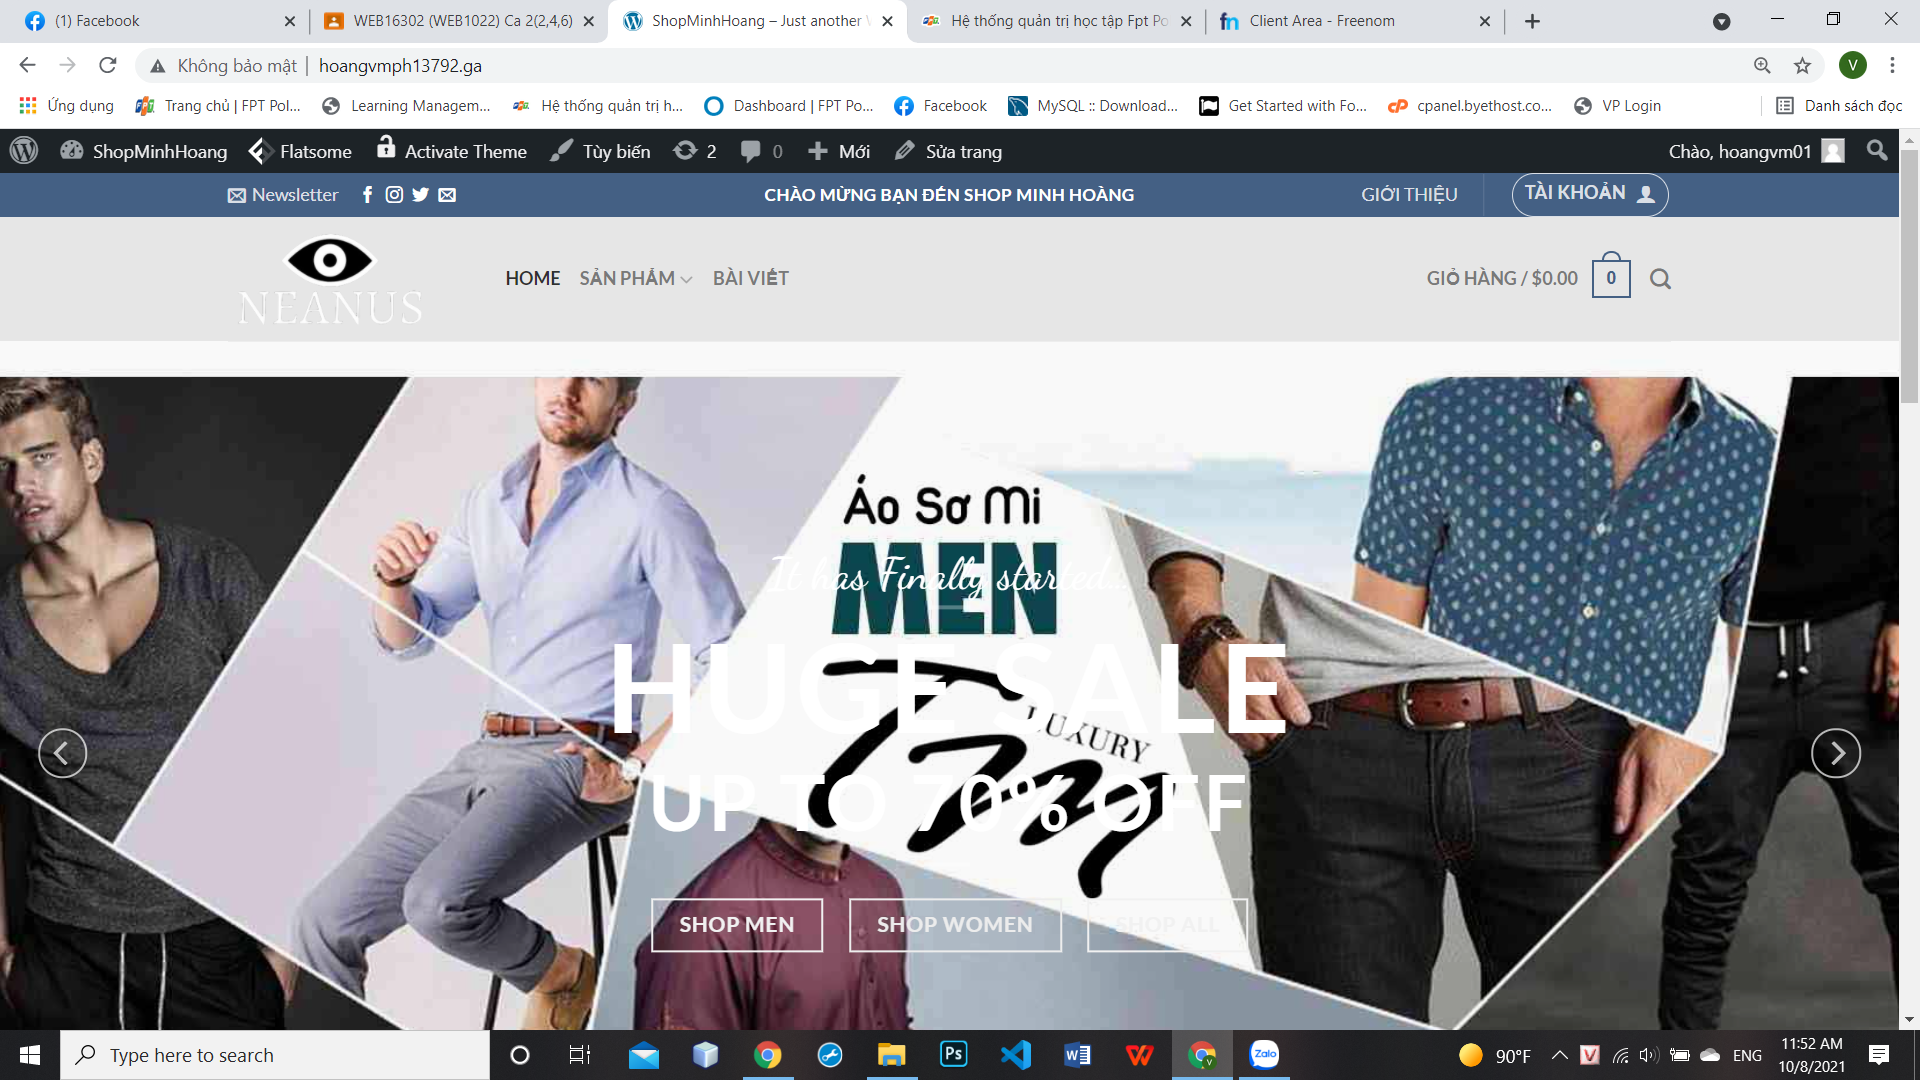 (1) Facebook
WEB16302 (WEB1022) Ca 2(2,4,6)
ShopMinhHoang – Just another W
Hệ thống quản trị học tập Fpt Po
Client Area - Freenom
Không bảo mật
hoangvmph13792.ga
V
Ứng dụng
Trang chủ | FPT Pol...
Learning Managem...
Hệ thống quản trị h...
Dashboard | FPT Po...
Facebook
MySQL :: Download...
Get Started with Fo...
cpanel.byethost.co...
VP Login
Danh sách đọc
ShopMinhHoang
Flatsome
Activate Theme
Tùy biến
2
0
Mới
Sửa trang
Chào, hoangvm01
Newsletter
CHÀO MỪNG BẠN ĐẾN SHOP MINH HOÀNG
GIỚI THIỆU
TÀI KHOẢN
NEANUS
HOME
SẢN PHẨM
BÀI VIẾT
GIỎ HÀNG / $0.00
0
Áo Sơ Mi
MEN
It has Finally started...
HUGE SALE
LUXURY
UP TO 70% OFF
SHOP MEN
SHOP WOMEN
SHOP ALL
Type here to search
Ps
Zalo
90°F
ENG
11:52 AM
10/8/2021